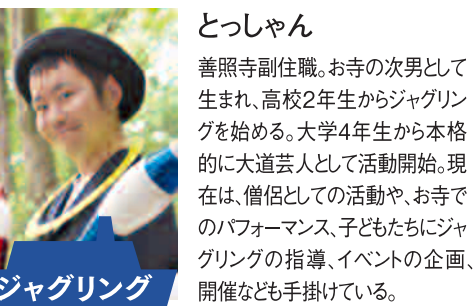 とっしゃん
善照寺副住職。お寺の次男として
生まれ、高校2年生からジャグリン
グを始める。大学4年生から本格
的に大道芸人として活動開始。現
在は、僧侶としての活動や、お寺で
のパフォーマンス、子どもたちにジャ
グリングの指導、イベントの企画、
開催なども手掛けている。
ジャグリング